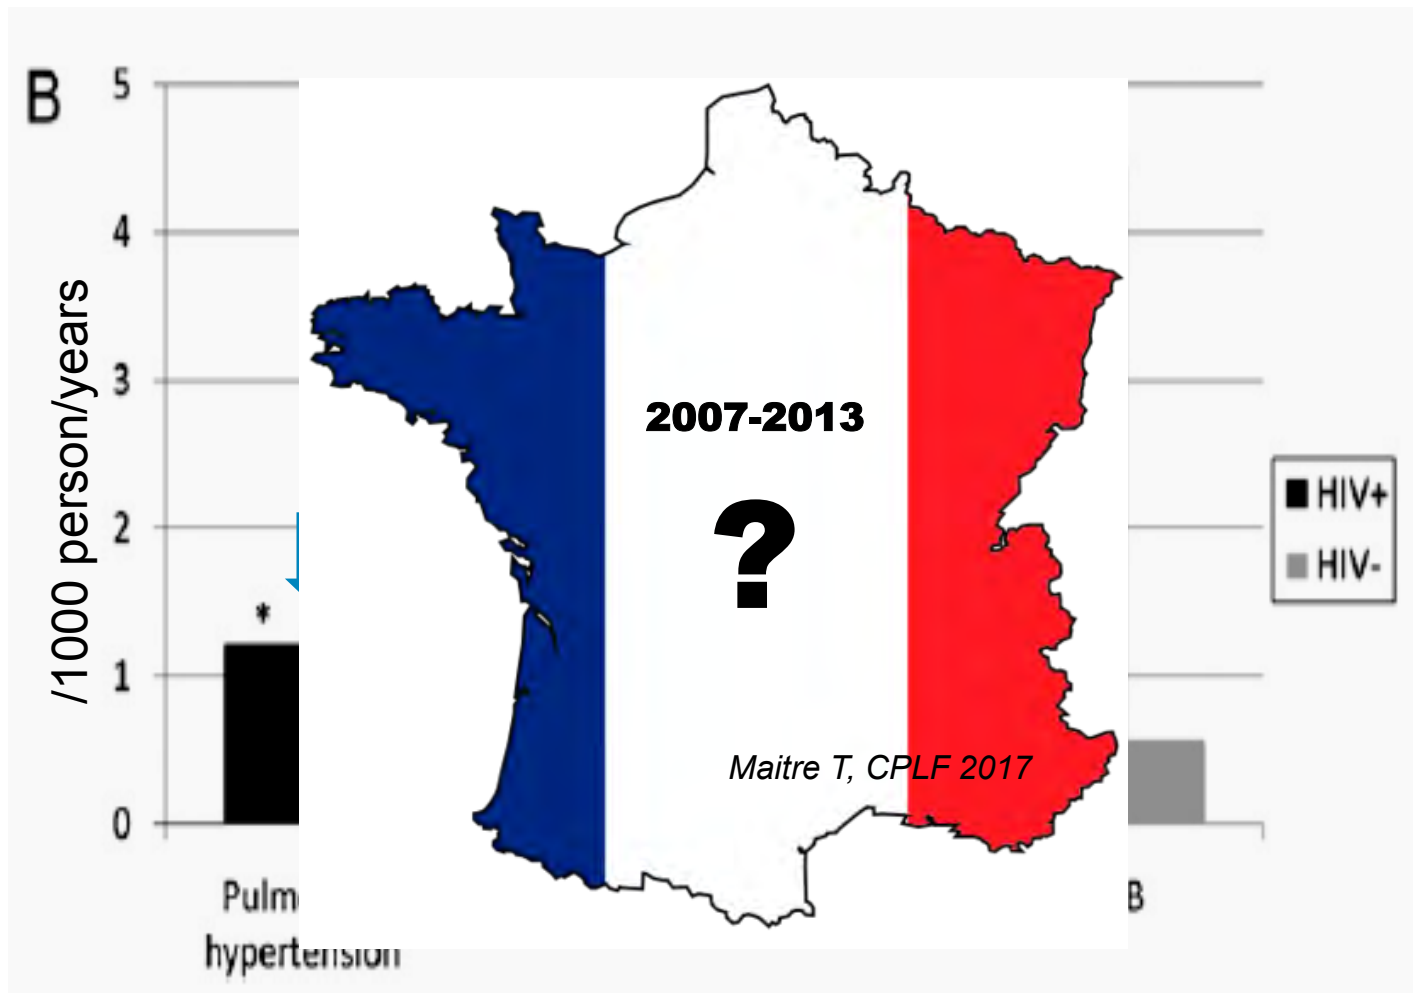 B
5
4
3
2
1
0
/1000 person/years
*
2007-2013
?
Maitre T, CPLF 2017
HIV+
HIV-
hypertension